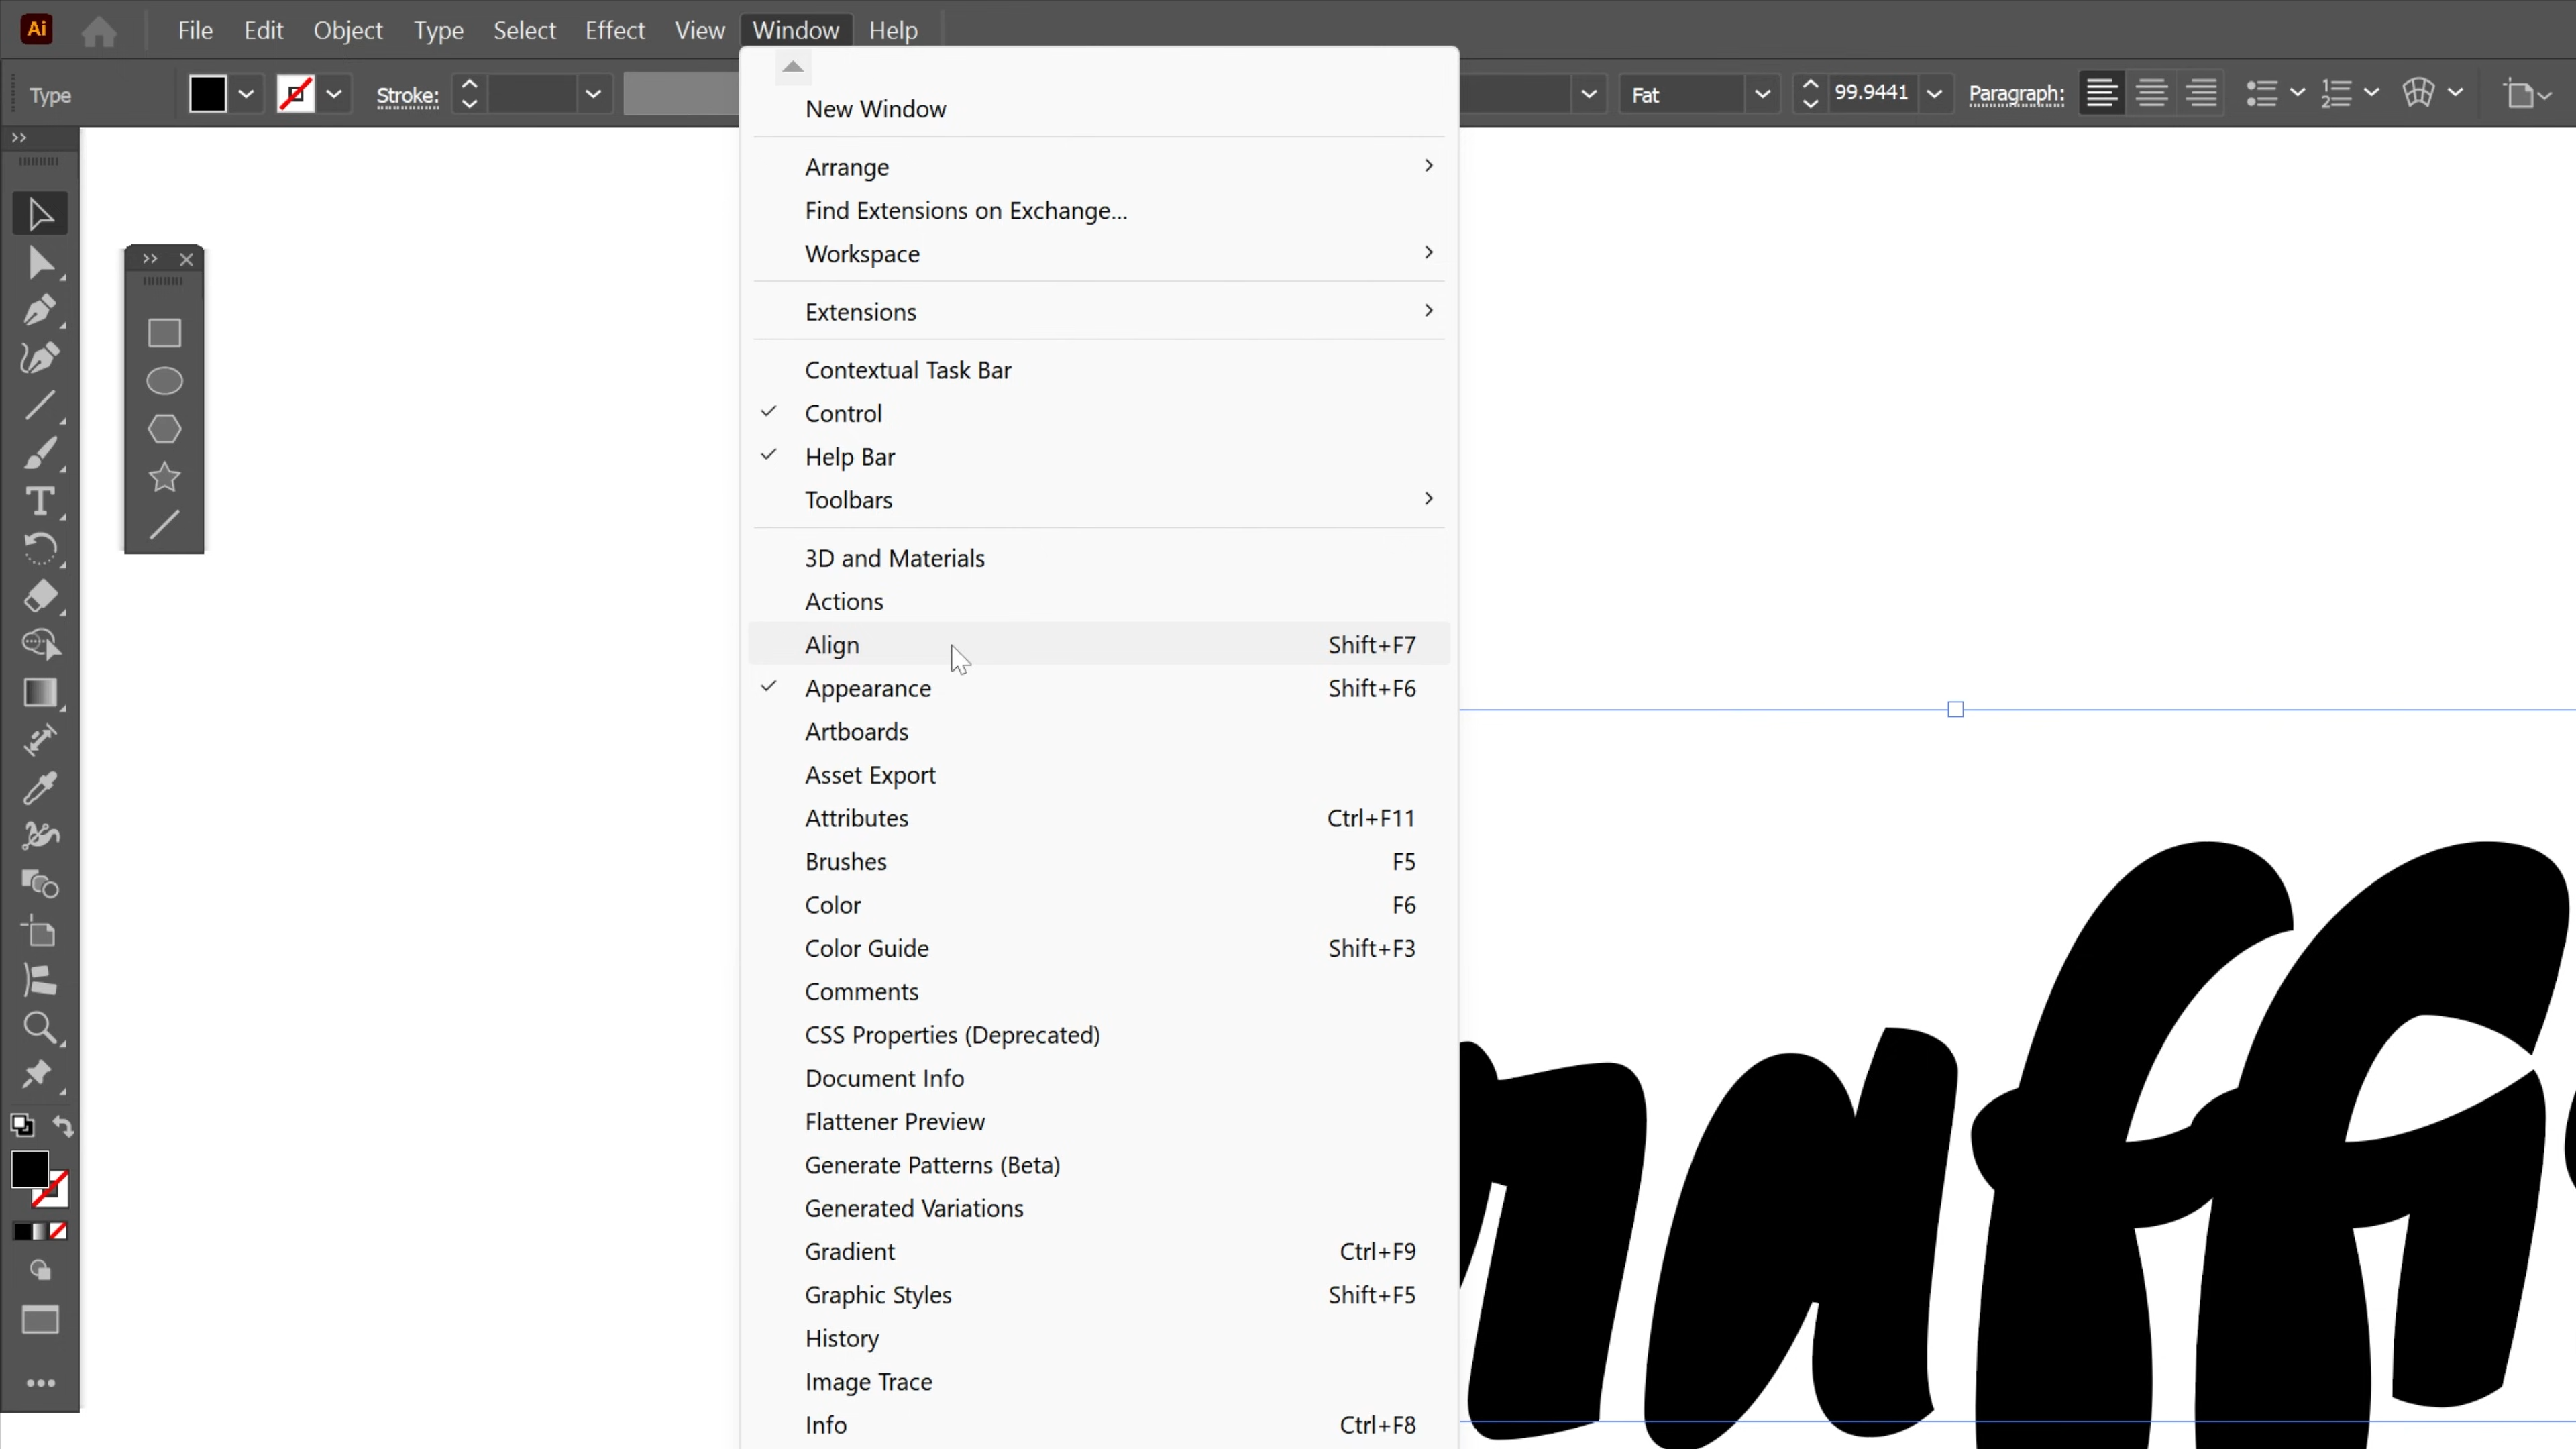 Ai File Edit Object Type Select Effect View Window Help
Type Stroke: Fat 99.9441 Paragraph:
New Window
Arrange
Find Extensions on Exchange...
Workspace
Extensions
Contextual Task Bar
Control
Help Bar
Toolbars
3D and Materials
Actions
Align Shift+F7
Appearance Shift+F6
Artboards
Asset Export
Attributes Ctrl+F11
Brushes F5
Color F6
Color Guide Shift+F3
Comments
CSS Properties (Deprecated)
Document Info
Flattener Preview
Generate Patterns (Beta)
Generated Variations
Gradient Ctrl+F9
Graphic Styles Shift+F5
History
Image Trace
Info Ctrl+F8